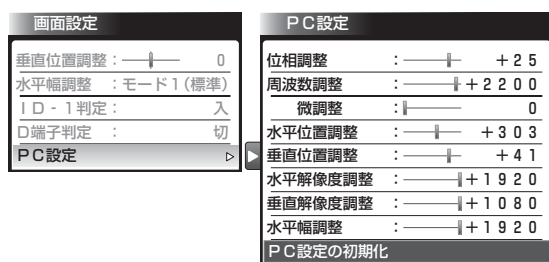 画面設定
垂直位置調整： 0
水平幅調整 ：モード1(標準)
ＩＤ-１判定： 入
Ｄ端子判定 ： 切
ＰＣ設定
ＰＣ設定
位相調整 ： ＋２５
周波数調整 ： ＋２２００
微調整 ： ０
水平位置調整 ： ＋３０３
垂直位置調整 ： ＋４１
水平解像度調整 ： ＋１９２０
垂直解像度調整 ： ＋１０８０
水平幅調整 ： ＋１９２０
ＰＣ設定の初期化